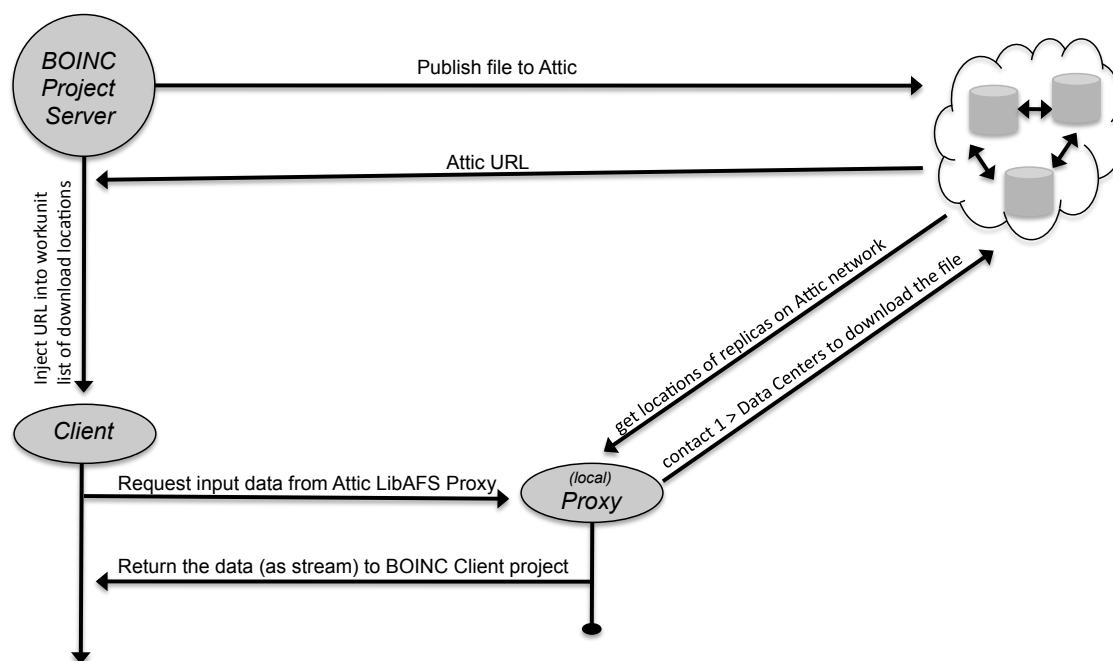 BOINC
Project
Server
Publish file to Attic
Attic URL
Inject URL into workunit
list of download locations
get locations of replicas on Attic network
contact 1 > Data Centers to download the file
Client
Request input data from Attic LibAFS Proxy
(local)
Proxy
Return the data (as stream) to BOINC Client project